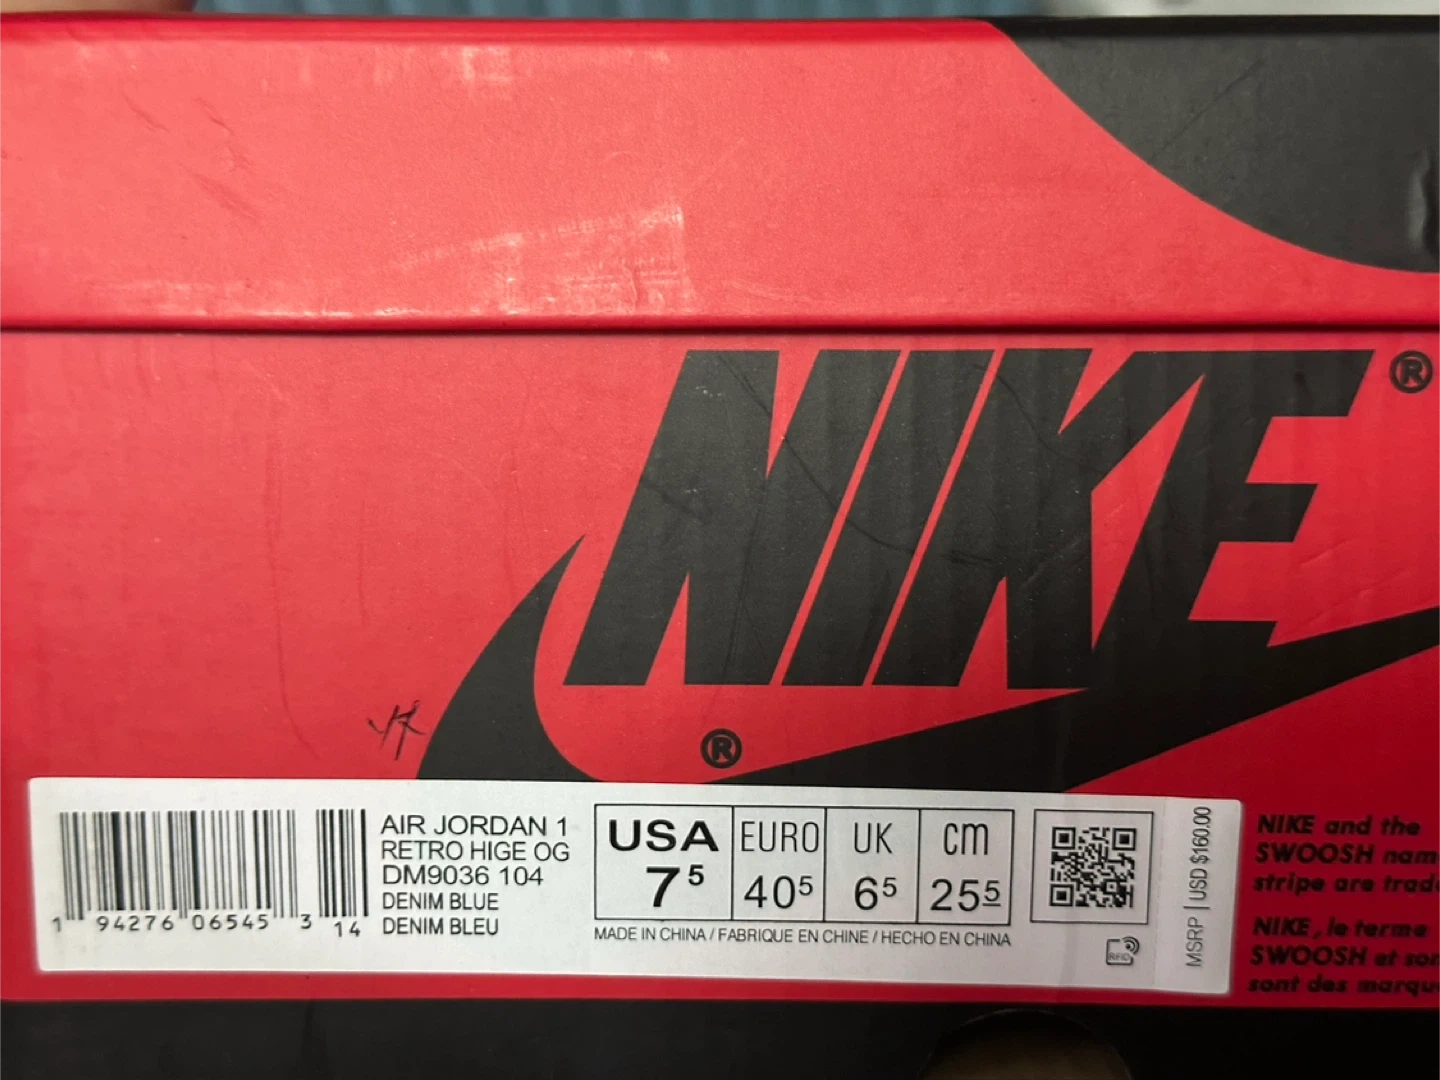 NIKE®
®
AIR JORDAN 1
RETRO HIGE OG
DM9036 104
DENIM BLUE
DENIM BLEU
1 94276 06545 3 14
USA EURO UK cm
7⁵ 40⁵ 6⁵ 25⁵
MADE IN CHINA / FABRIQUE EN CHINE / HECHO EN CHINA
RFID
MSRP | USD $160.00
NIKE and the
SWOOSH nam
stripe are trad
NIKE, le terme
SWOOSH et so
sont des marqu